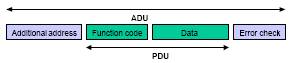 ADU
Additional address Function code Data Error check
PDU